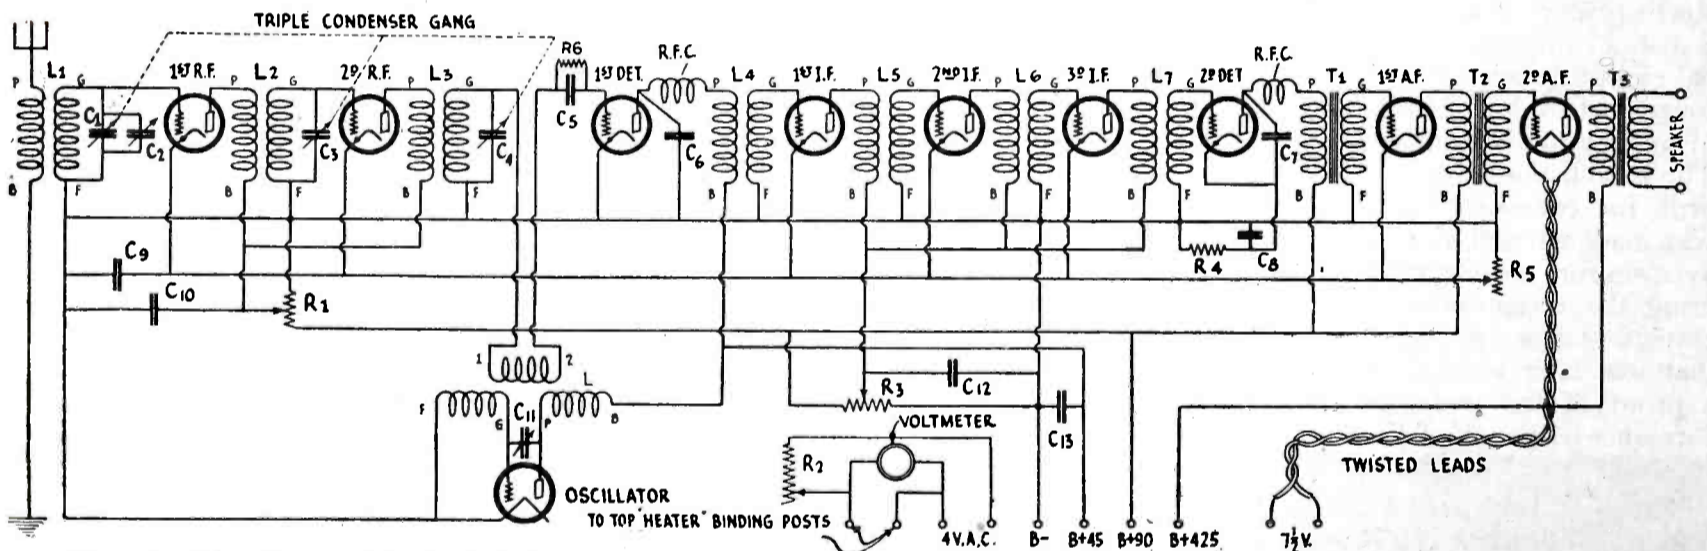 TRIPLE CONDENSER GANG
L1 1ST R.F. L2 2D R.F. L3 R6 1ST DET. R.F.C. L4 1ST I.F. L5 2ND I.F. L6 3D I.F. L7 2D DET R.F.C. T1 1ST A.F. T2 2D A.F. T3
P G P G P G P G P G P G P G P G P G P
C1 C2 C3 C4 C5 C6 C7
SPEAKER
B F B F B F B F B F B F B F B F B F B
C9 R4 C8 R5
C10 R1
1 2
L
R3 C12
F G C11 P B
C13
VOLTMETER
R2
TWISTED LEADS
OSCILLATOR
TO TOP "HEATER" BINDING POSTS
4V.A.C. B- B+45 B+90 B+425 7½V.